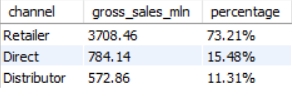 channel gross_sales_mln percentage
Retailer 3708.46 73.21%
Direct 784.14 15.48%
Distributor 572.86 11.31%